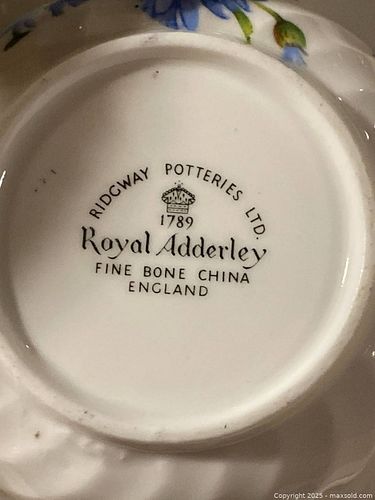 RIDGWAY POTTERIES LTD.
1789
Royal Adderley
FINE BONE CHINA
ENGLAND
Copyright © 2025 - maxsold.com